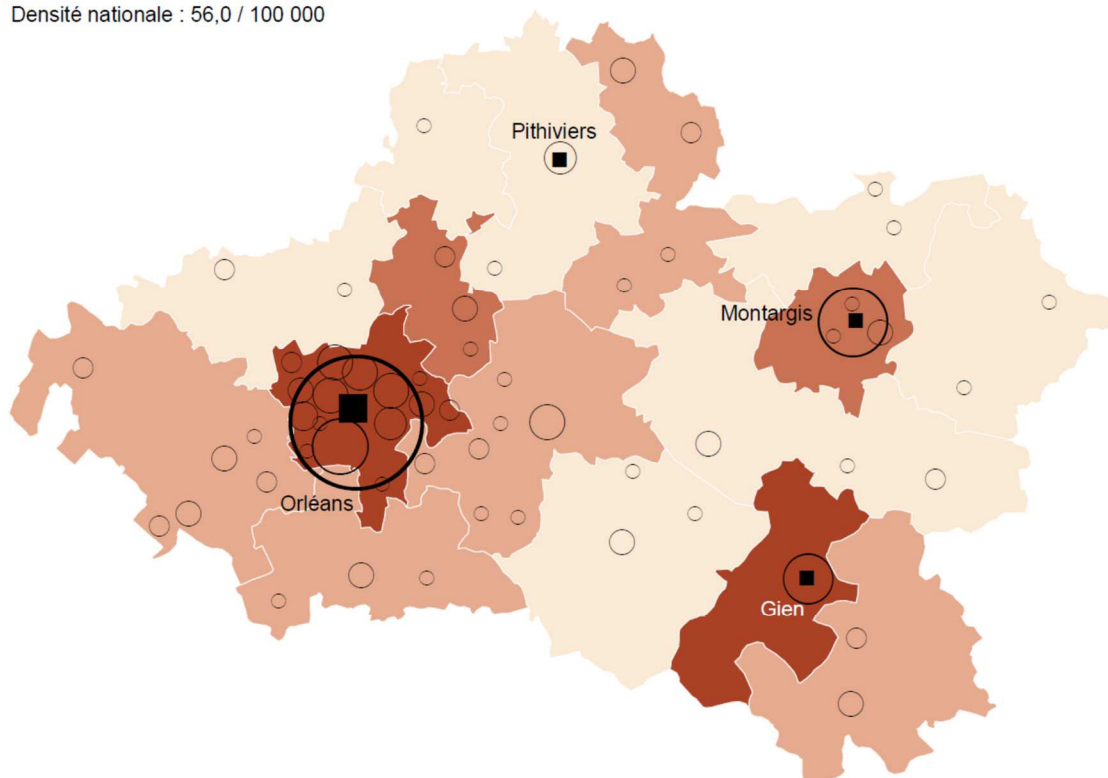 Densité nationale : 56,0 / 100 000
Pithiviers
Montargis
Orléans
Gien